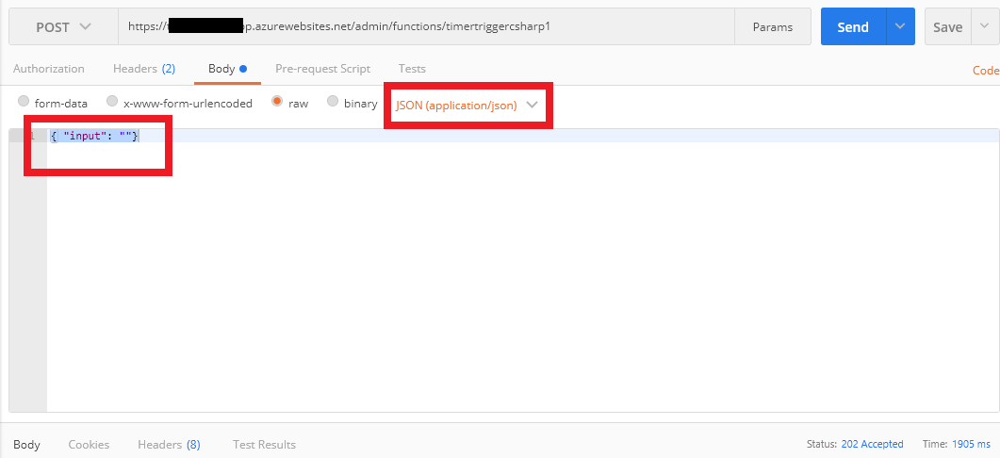 POST https:// p.azurewebsites.net/admin/functions/timertriggercsharp1 Params Send Save
Authorization Headers (2) Body Pre-request Script Tests Code
form-data x-www-form-urlencoded raw binary JSON (application/json)
1 { "input": ""}
Body Cookies Headers (8) Test Results Status: 202 Accepted Time: 1905 ms